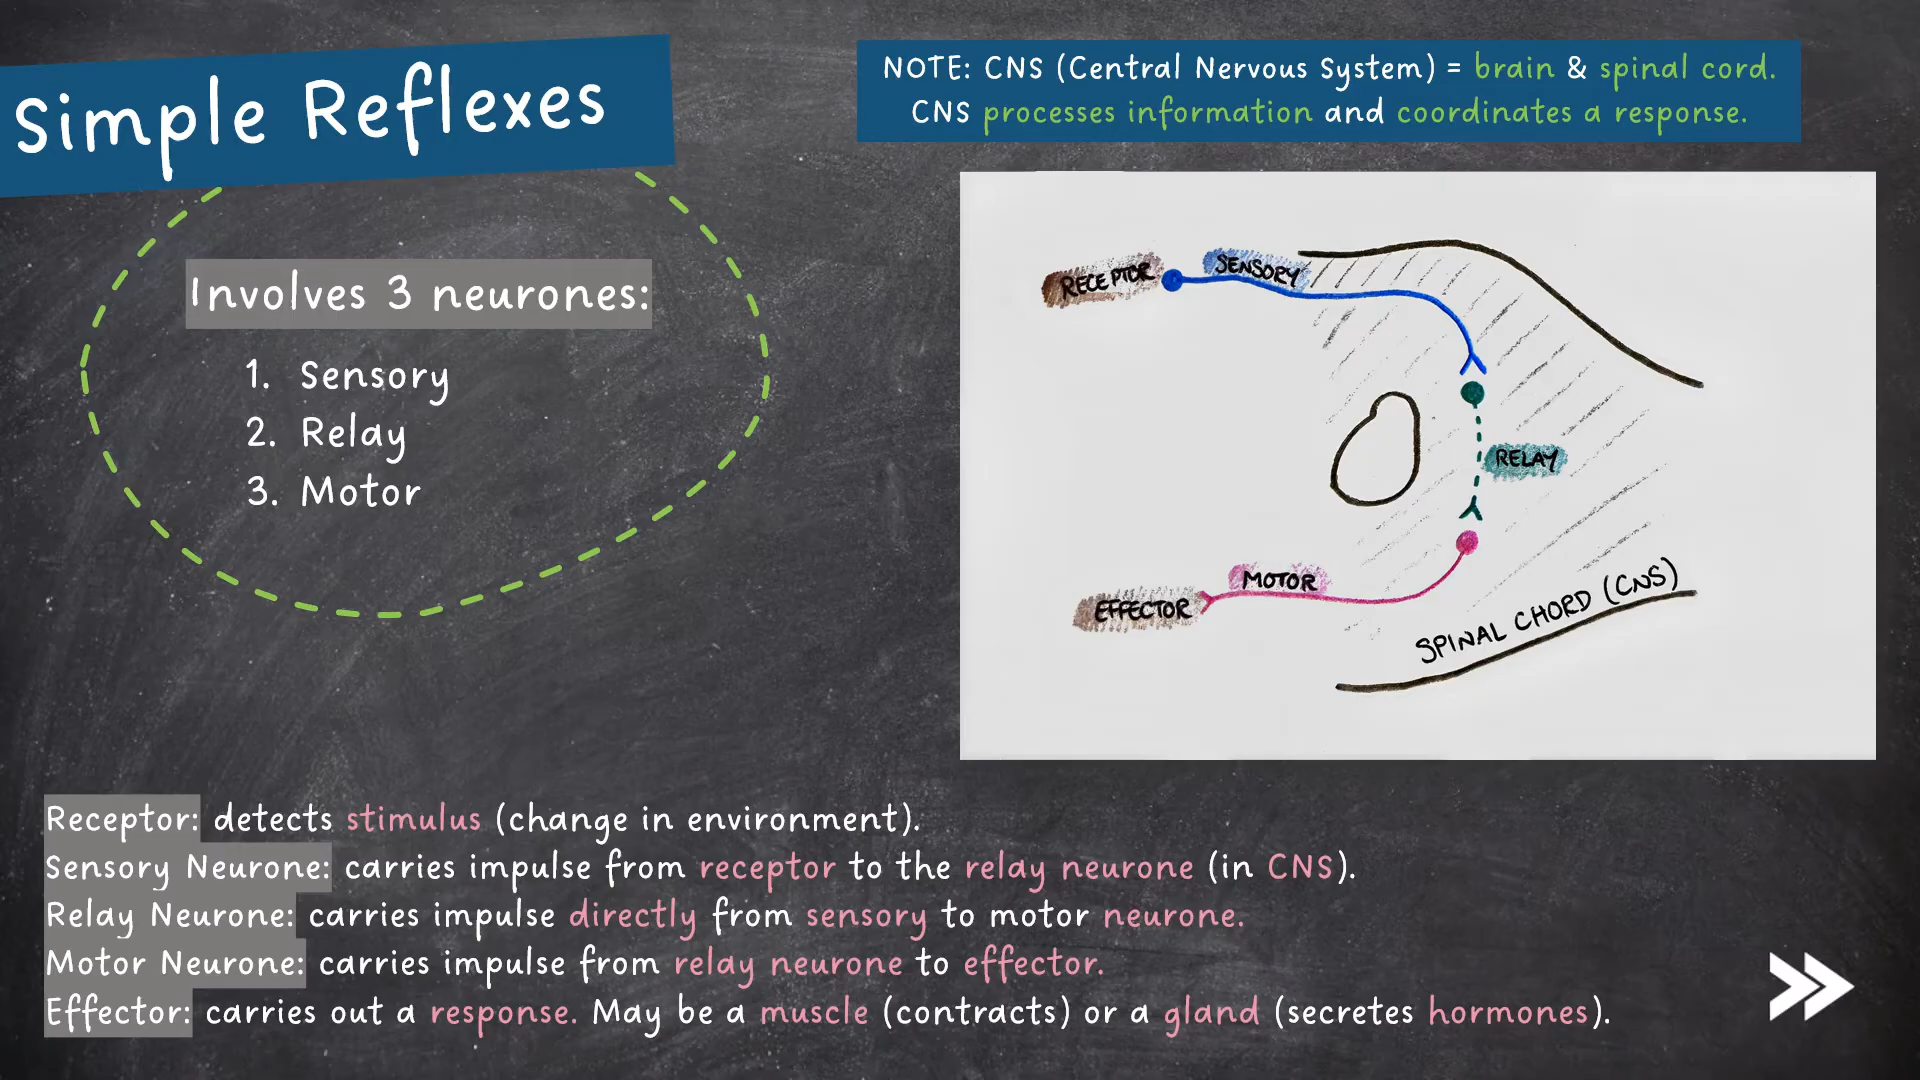 Simple Reflexes
NOTE: CNS (Central Nervous System) = brain & spinal cord.
CNS processes information and coordinates a response.
Involves 3 neurones:
1. Sensory
2. Relay
3. Motor
RECEPTOR
SENSORY
RELAY
MOTOR
EFFECTOR
SPINAL CHORD (CNS)
Receptor: detects stimulus (change in environment).
Sensory Neurone: carries impulse from receptor to the relay neurone (in CNS).
Relay Neurone: carries impulse directly from sensory to motor neurone.
Motor Neurone: carries impulse from relay neurone to effector.
Effector: carries out a response. May be a muscle (contracts) or a gland (secretes hormones).